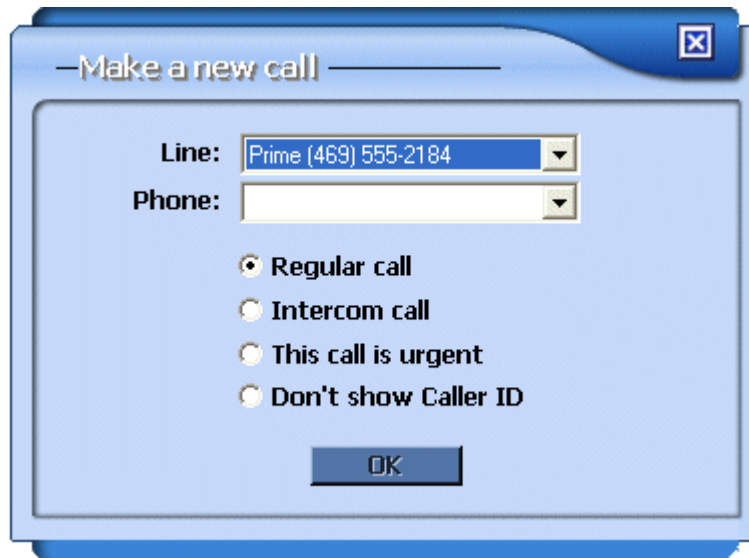 Make a new call
Line: Prime (469) 555-2184
Phone:
Regular call
Intercom call
This call is urgent
Don't show Caller ID
OK